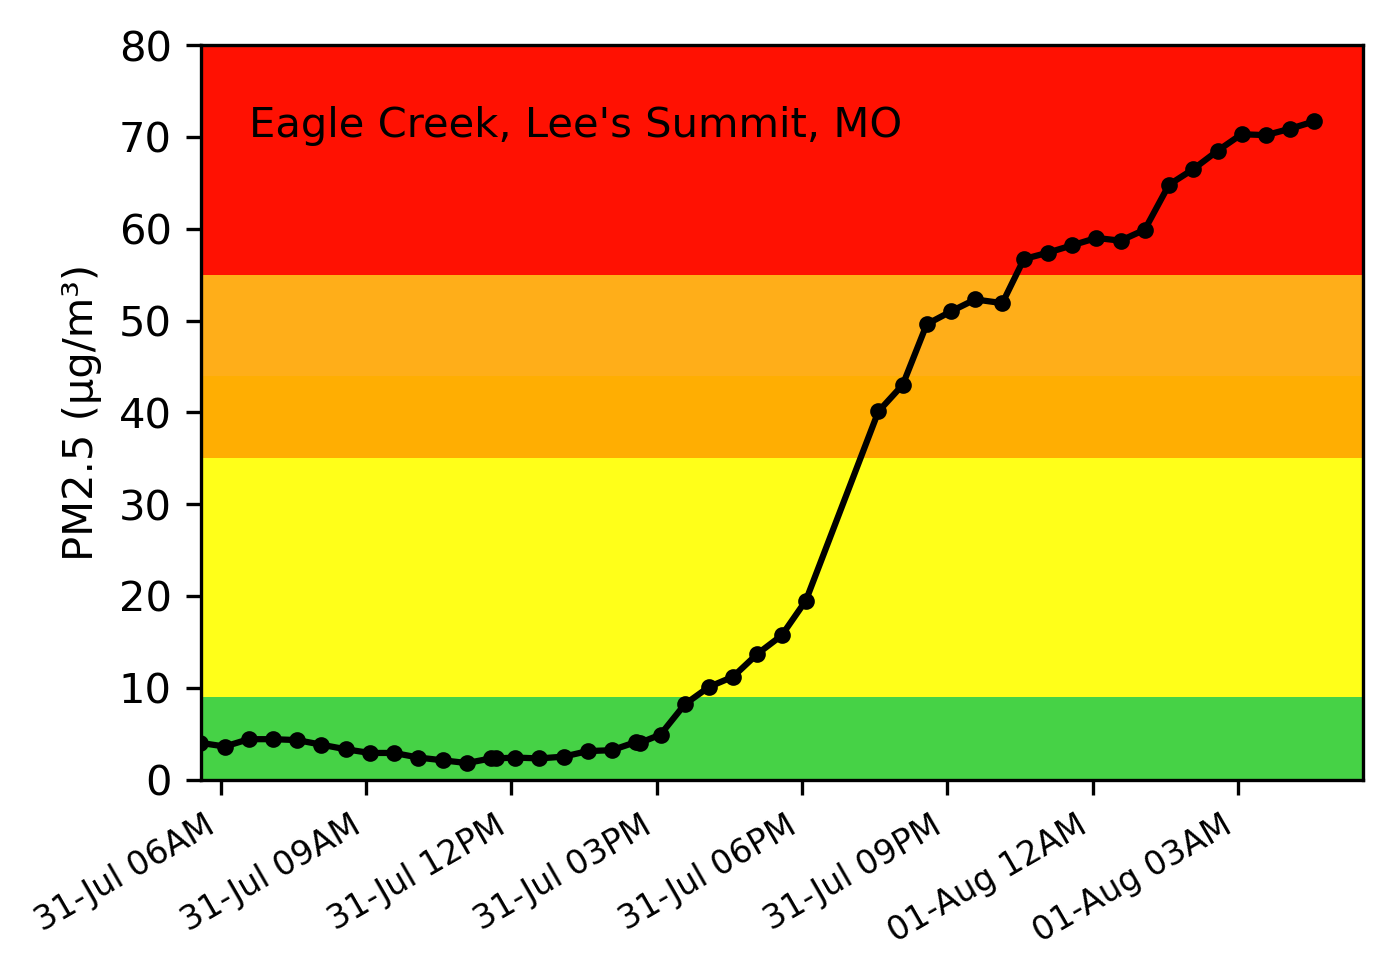 80
Eagle Creek, Lee's Summit, MO
70
60
50
40
30
20
10
0
PM2.5 (µg/m³)
31-Jul 06AM
31-Jul 09AM
31-Jul 12PM
31-Jul 03PM
31-Jul 06PM
31-Jul 09PM
01-Aug 12AM
01-Aug 03AM